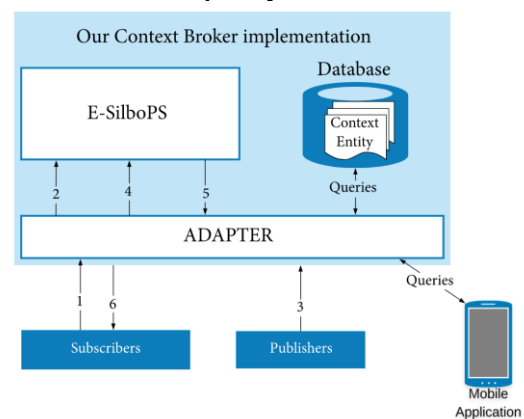 Our Context Broker implementation
Database
E-SilboPS
Context
Entity
Queries
2
4
5
ADAPTER
Queries
1
6
3
Subscribers
Publishers
Mobile
Application